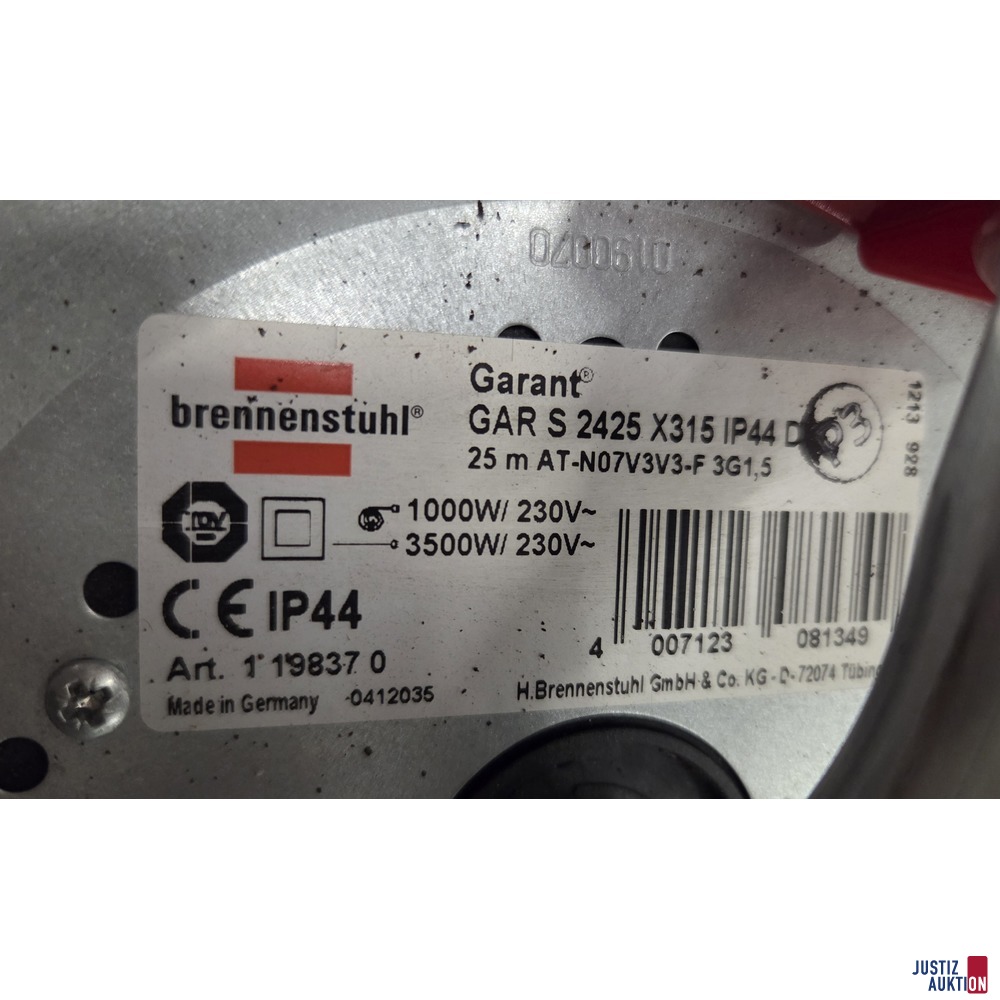 0190070
brennenstuhl®
Garant®
GAR S 2425 X315 IP44 D
25 m AT-N07V3V3-F 3G1,5
1213 928
1000W/ 230V~
3500W/ 230V~
CE IP44
Art. 1 19837 0
Made in Germany 0412035
4 007123 081349
H.Brennenstuhl GmbH & Co. KG - D-72074 Tübing
JUSTIZ
AUKTION